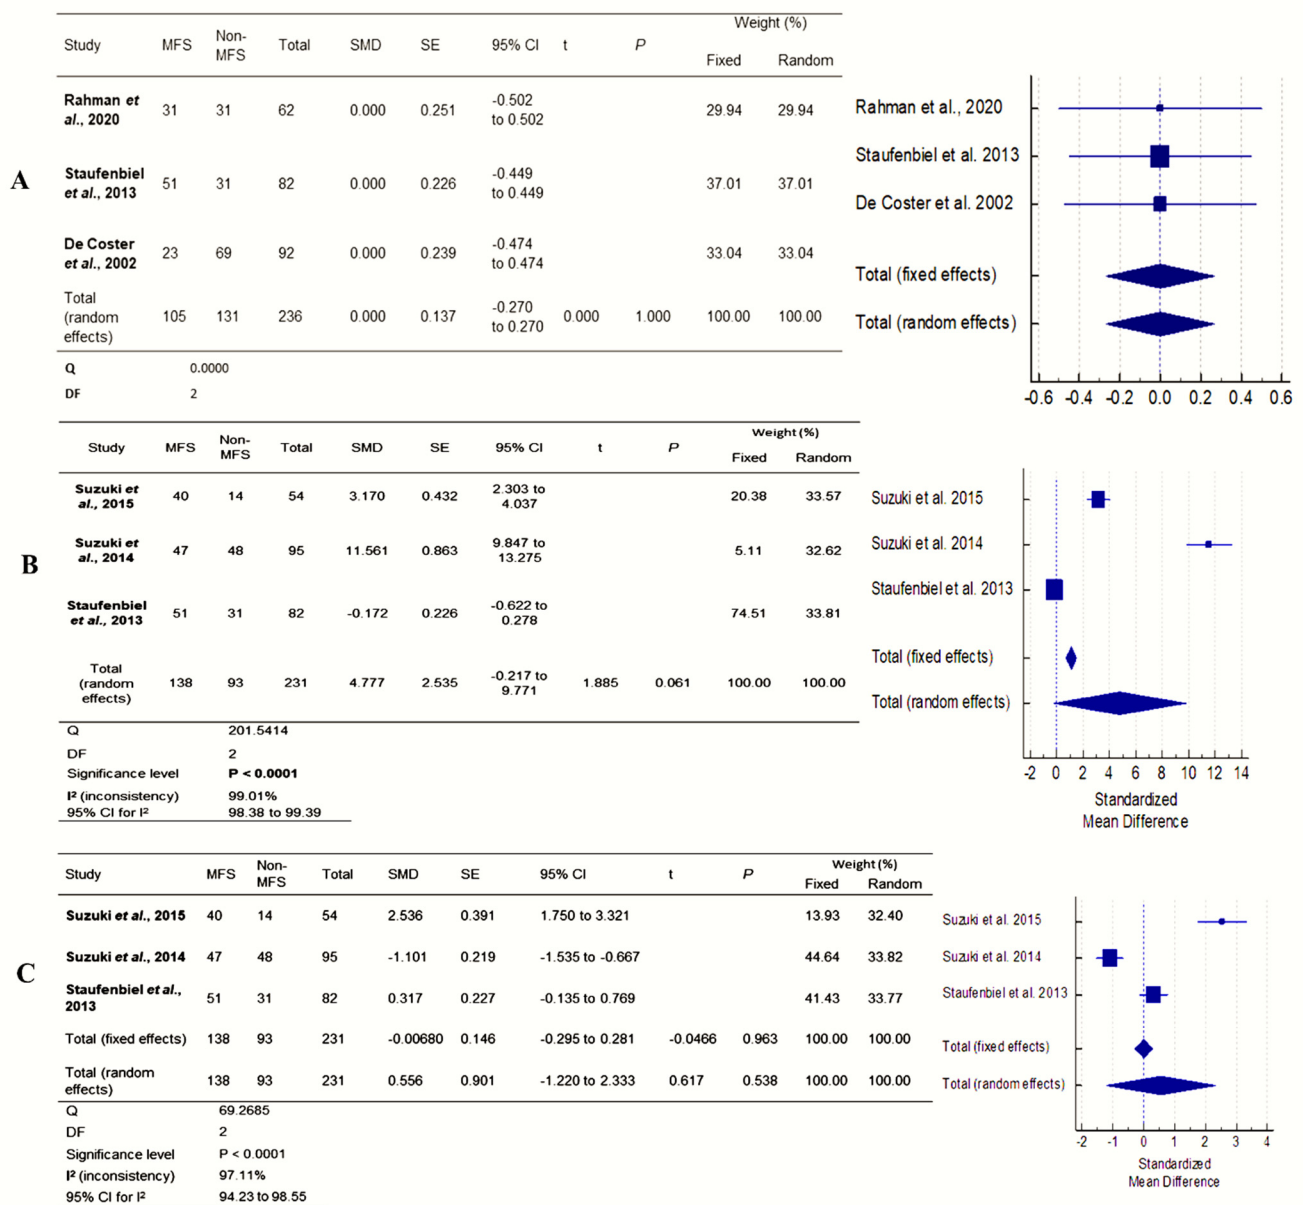 A
Weight (%)
Study MFS Non-MFS Total SMD SE 95% CI t P Fixed Random
Rahman et al., 2020 31 31 62 0.000 0.251 -0.502 to 0.502 29.94 29.94
Staufenbiel et al., 2013 51 31 82 0.000 0.226 -0.449 to 0.449 37.01 37.01
De Coster et al., 2002 23 69 92 0.000 0.239 -0.474 to 0.474 33.04 33.04
Total (random effects) 105 131 236 0.000 0.137 -0.270 to 0.270 0.000 1.000 100.00 100.00
Q 0.0000
DF 2
Rahman et al., 2020
Staufenbiel et al. 2013
De Coster et al. 2002
Total (fixed effects)
Total (random effects)
-0.6 -0.4 -0.2 0.0 0.2 0.4 0.6
B
Weight (%)
Study MFS Non-MFS Total SMD SE 95% CI t P Fixed Random
Suzuki et al., 2015 40 14 54 3.170 0.432 2.303 to 4.037 20.38 33.57
Suzuki et al., 2014 47 48 95 11.561 0.863 9.847 to 13.275 5.11 32.62
Staufenbiel et al., 2013 51 31 82 -0.172 0.226 -0.622 to 0.278 74.51 33.81
Total (random effects) 138 93 231 4.777 2.535 -0.217 to 9.771 1.885 0.061 100.00 100.00
Q 201.5414
DF 2
Significance level P < 0.0001
I² (inconsistency) 99.01%
95% CI for I² 98.38 to 99.39
Suzuki et al. 2015
Suzuki et al. 2014
Staufenbiel et al. 2013
Total (fixed effects)
Total (random effects)
-2 0 2 4 6 8 10 12 14
Standardized
Mean Difference
C
Weight (%)
Study MFS Non-MFS Total SMD SE 95% CI t P Fixed Random
Suzuki et al., 2015 40 14 54 2.536 0.391 1.750 to 3.321 13.93 32.40
Suzuki et al., 2014 47 48 95 -1.101 0.219 -1.535 to -0.667 44.64 33.82
Staufenbiel et al., 2013 51 31 82 0.317 0.227 -0.135 to 0.769 41.43 33.77
Total (fixed effects) 138 93 231 -0.00680 0.146 -0.295 to 0.281 -0.0466 0.963 100.00 100.00
Total (random effects) 138 93 231 0.556 0.901 -1.220 to 2.333 0.617 0.538 100.00 100.00
Q 69.2685
DF 2
Significance level P < 0.0001
I² (inconsistency) 97.11%
95% CI for I² 94.23 to 98.55
Suzuki et al. 2015
Suzuki et al. 2014
Staufenbiel et al. 2013
Total (fixed effects)
Total (random effects)
-2 -1 0 1 2 3 4
Standardized
Mean Difference